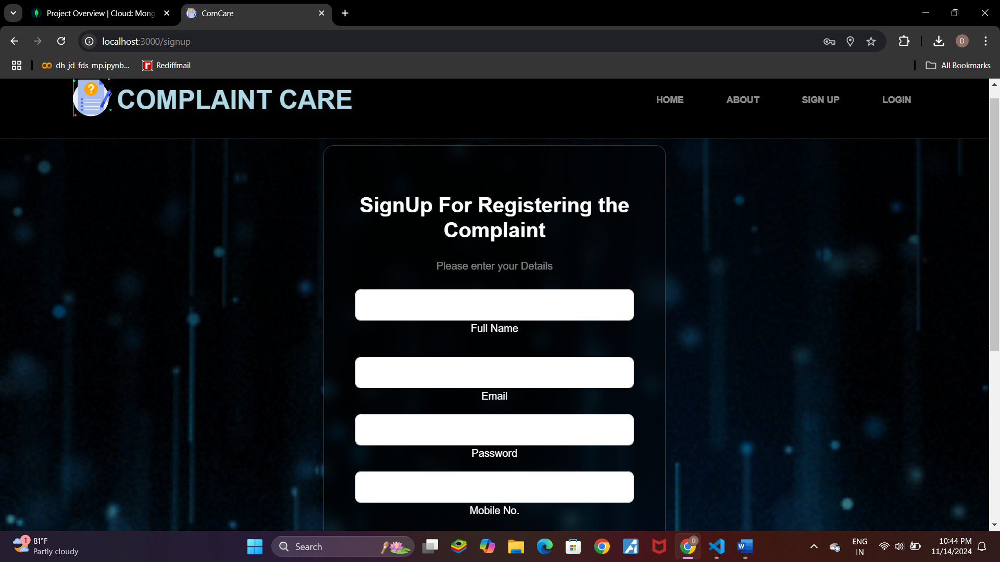 Project Overview | Cloud: Mong
ComCare
localhost:3000/signup
D
dh_jd_fds_mp.ipynb...
Rediffmail
All Bookmarks
?
COMPLAINT CARE
HOME
ABOUT
SIGN UP
LOGIN
SignUp For Registering the
Complaint
Please enter your Details
Full Name
Email
Password
Mobile No.
1
81°F
Partly cloudy
Search
D
W
ENG
IN
10:44 PM
11/14/2024